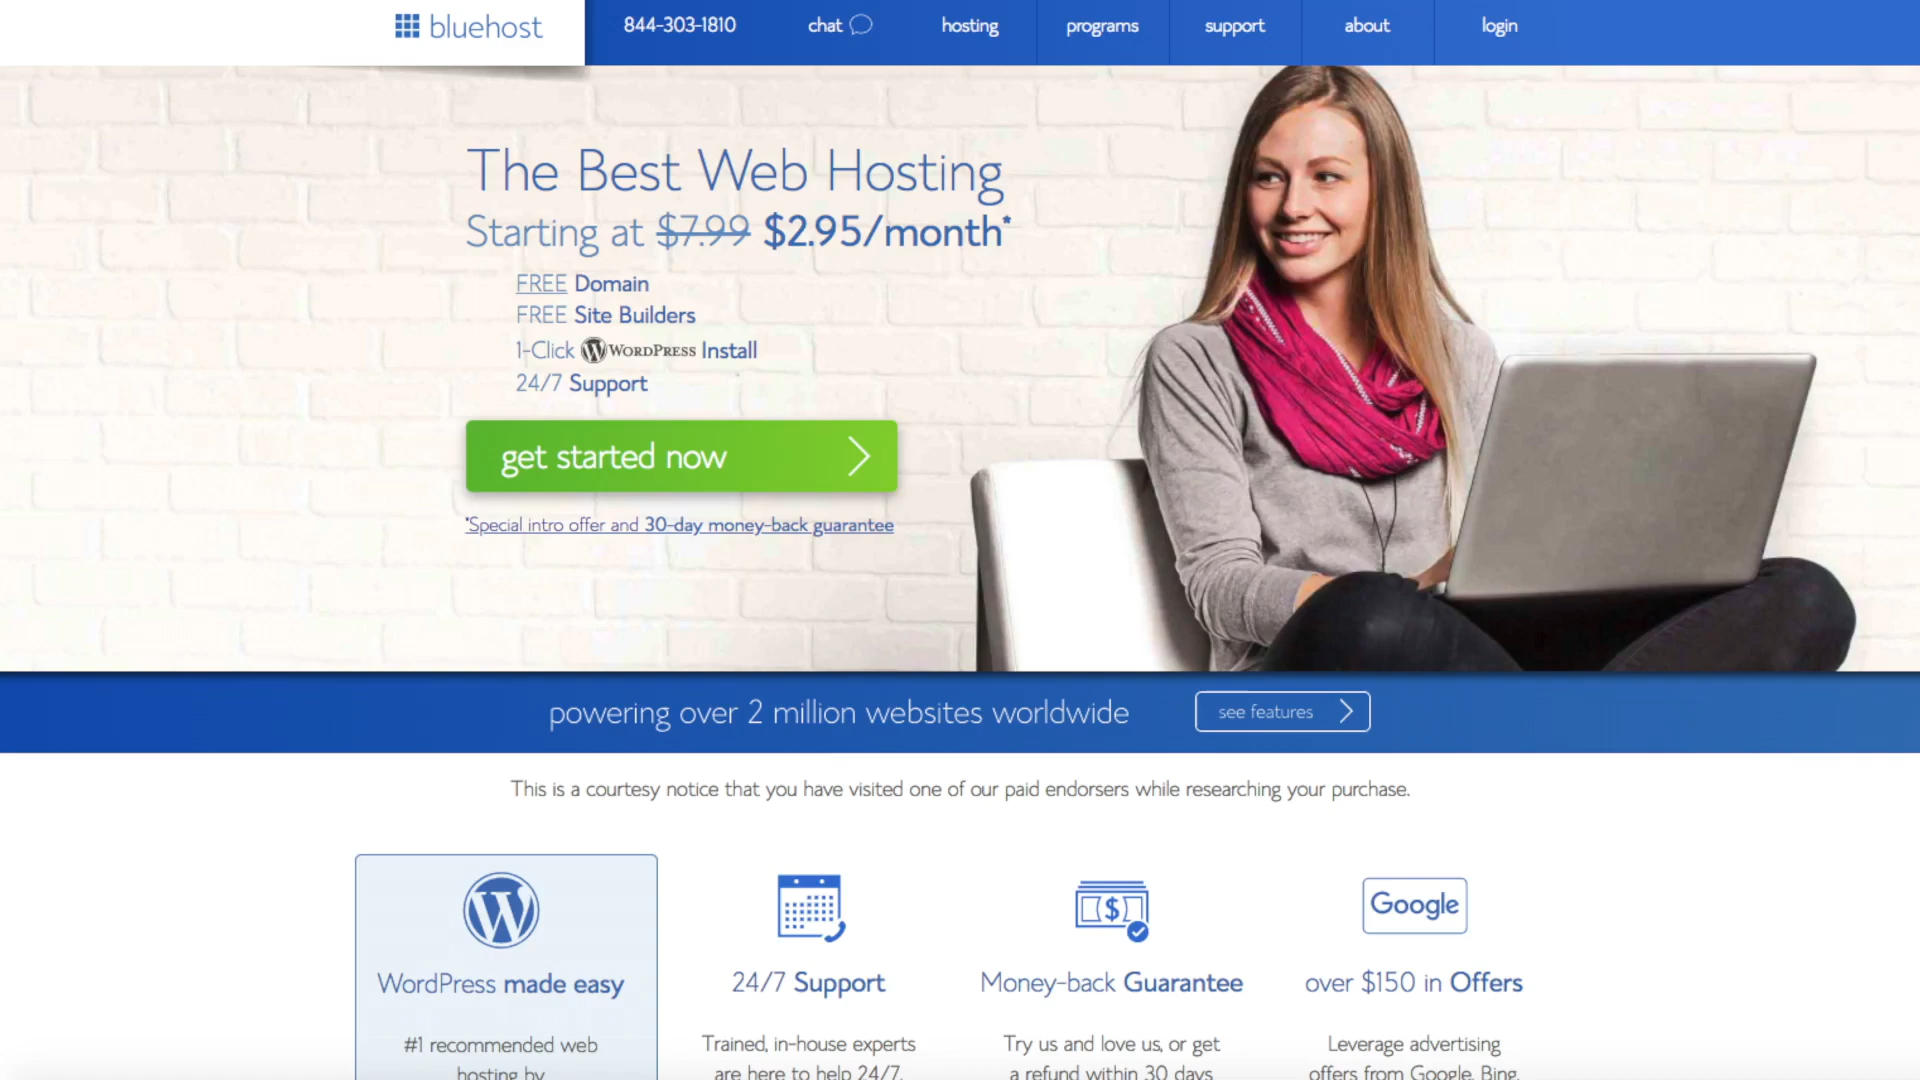 bluehost
844-303-1810
chat
hosting
programs
support
about
login
The Best Web Hosting
Starting at $7.99 $2.95/month*
FREE Domain
FREE Site Builders
1-Click WORDPRESS Install
24/7 Support
get started now
*Special intro offer and 30-day money-back guarantee
powering over 2 million websites worldwide
see features
This is a courtesy notice that you have visited one of our paid endorsers while researching your purchase.
WordPress made easy
#1 recommended web
hosting by
24/7 Support
Trained, in-house experts
are here to help 24/7.
Money-back Guarantee
Try us and love us, or get
a refund within 30 days
Google
over $150 in Offers
Leverage advertising
offers from Google, Bing,